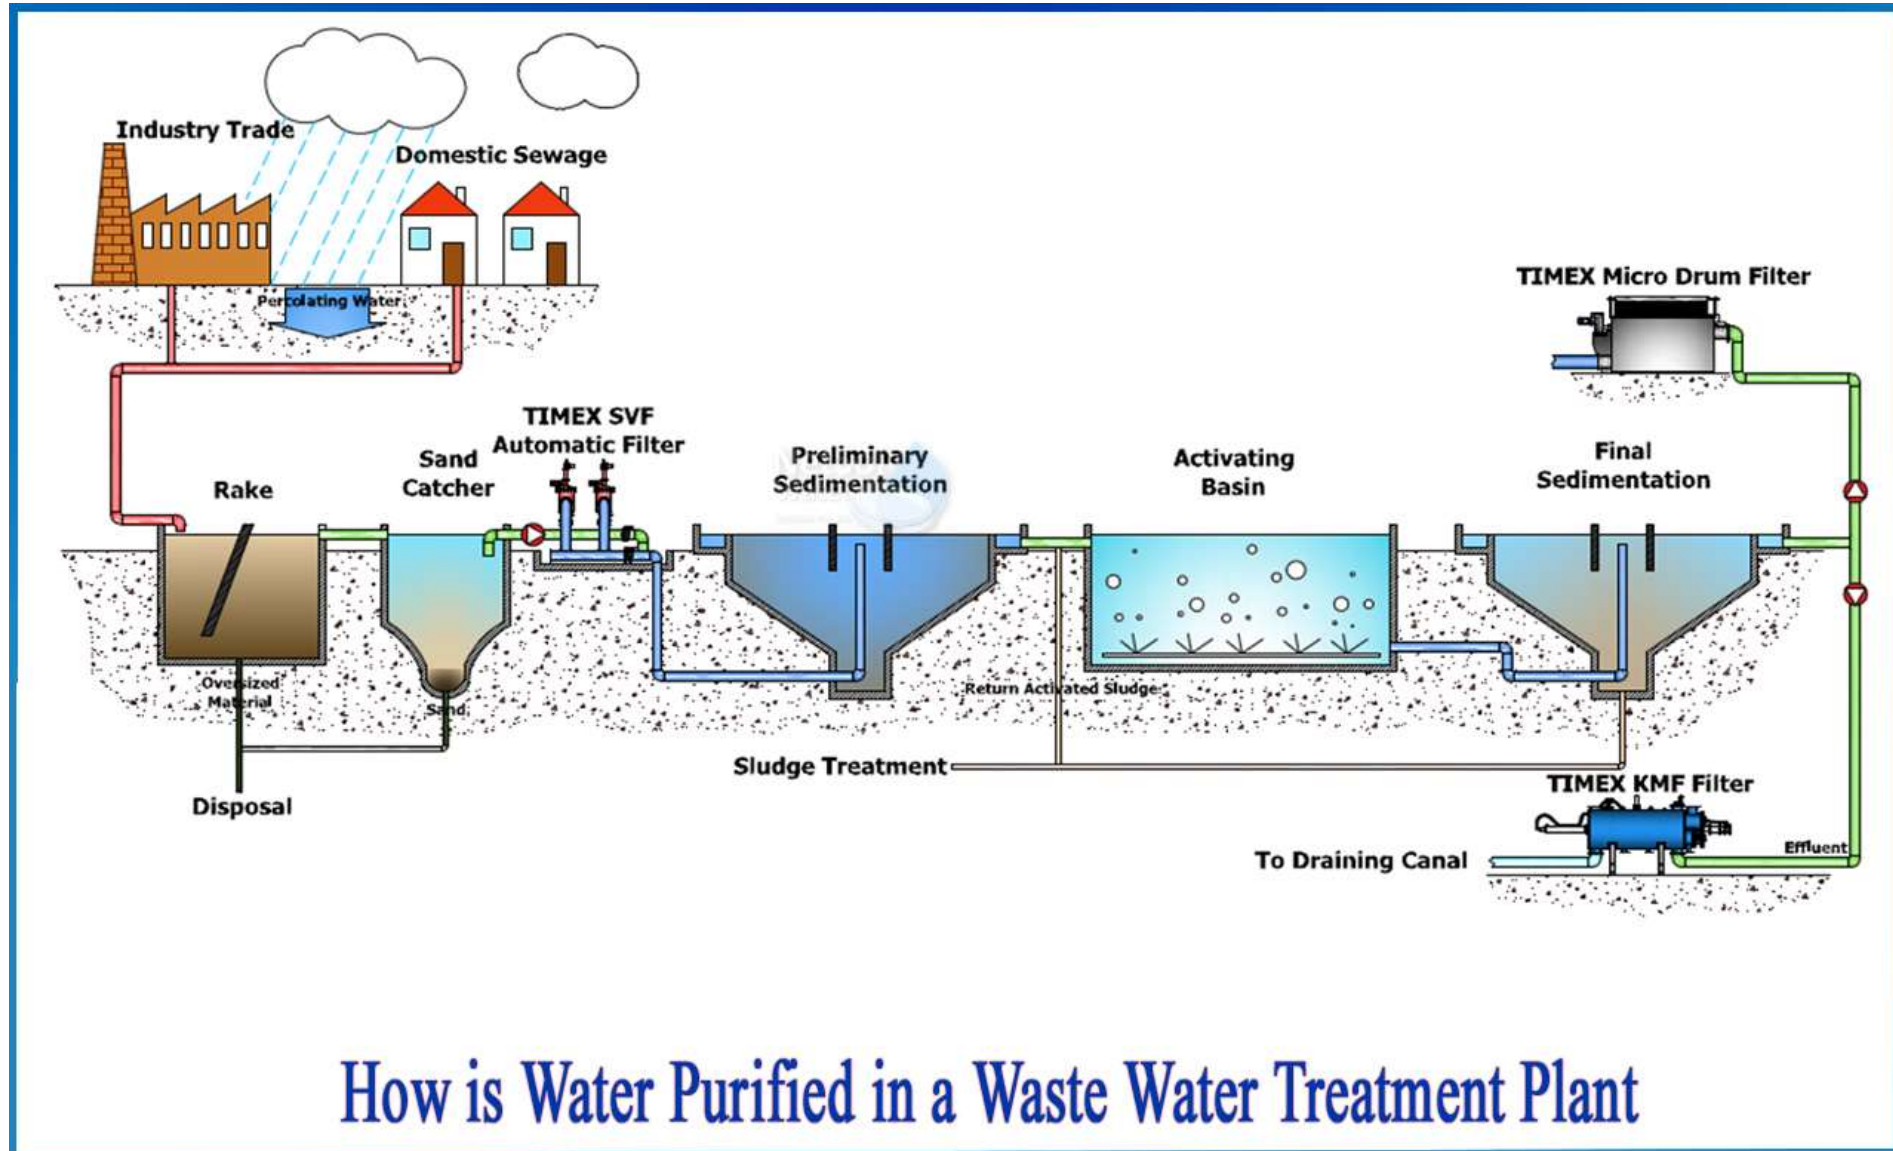 Industry Trade
Domestic Sewage
Percolating Water
TIMEX Micro Drum Filter
TIMEX SVF
Automatic Filter
Sand
Catcher
Rake
Preliminary
Sedimentation
Activating
Basin
Final
Sedimentation
Oversized
Material
Sand
Return Activated Sludge
Sludge Treatment
Disposal
TIMEX KMF Filter
Effluent
To Draining Canal
How is Water Purified in a Waste Water Treatment Plant